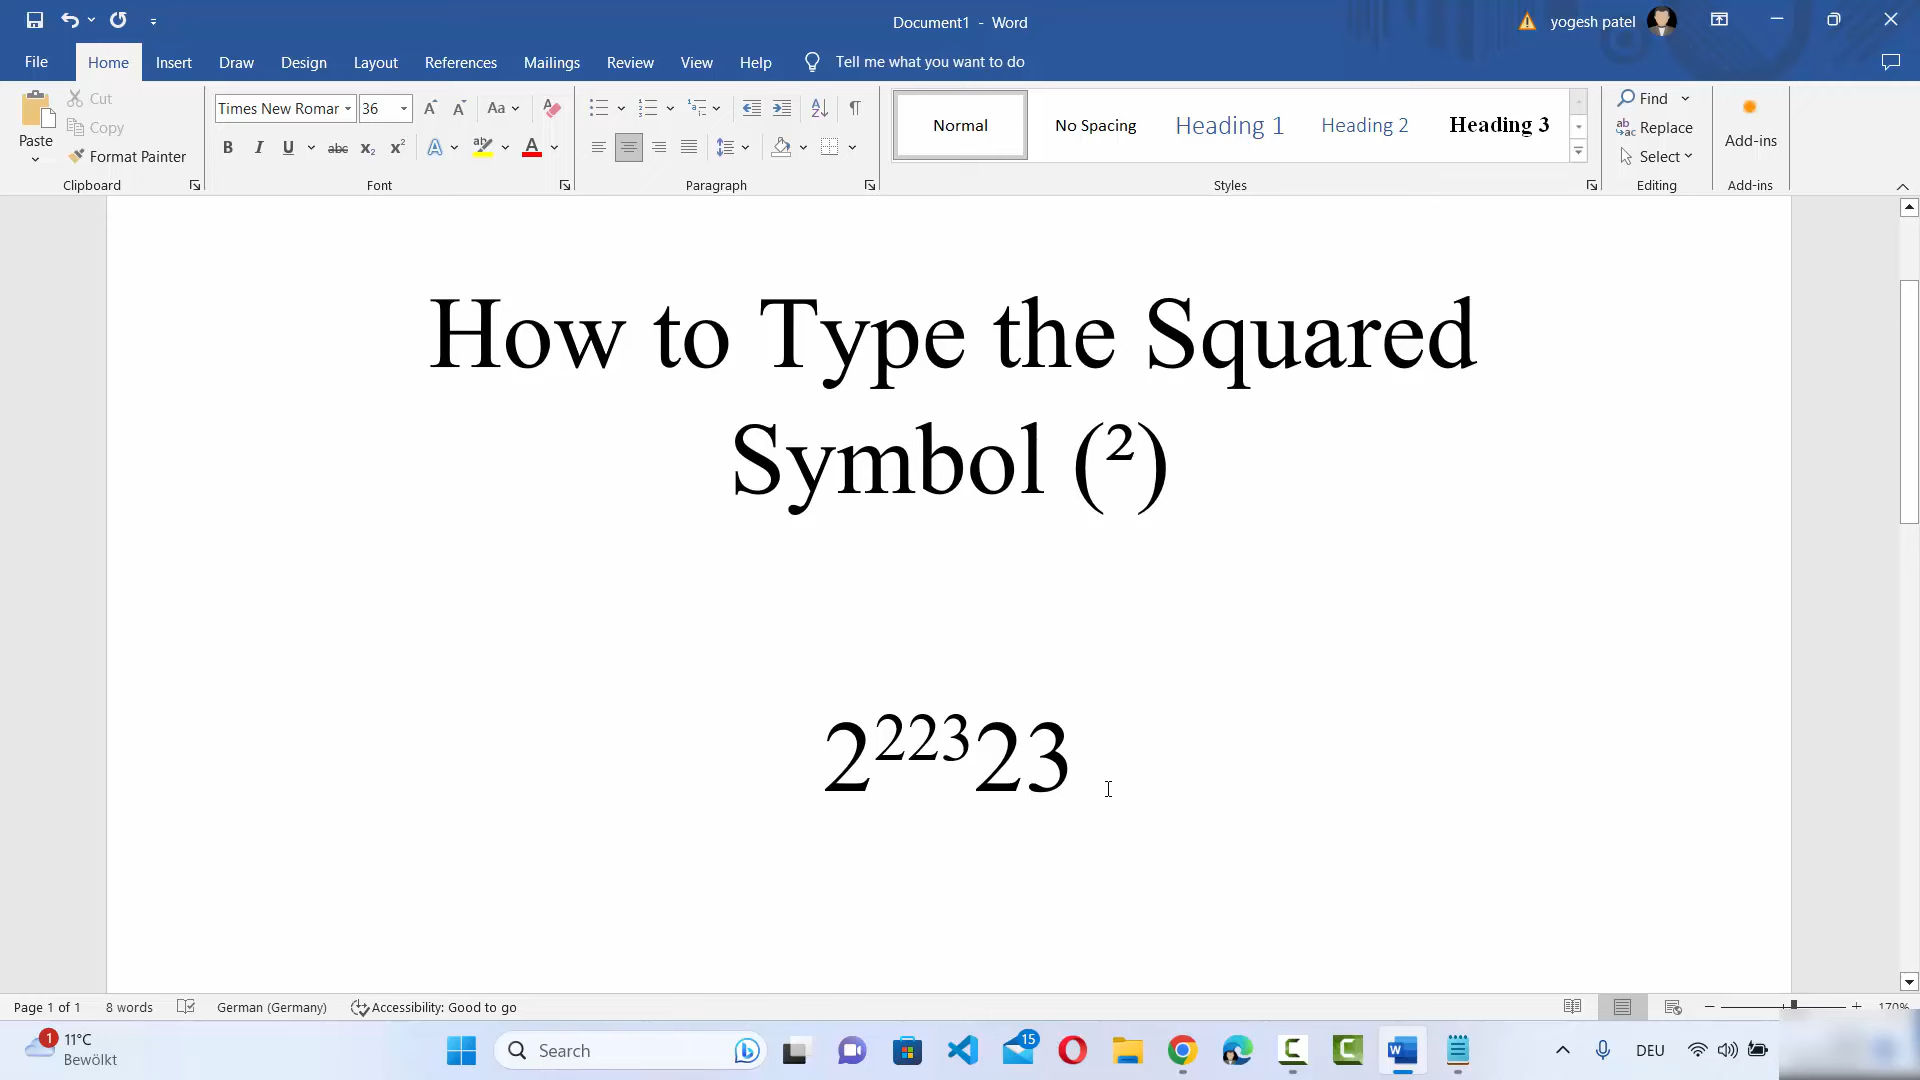 Document1 - Word
yogesh patel
File Home Insert Draw Design Layout References Mailings Review View Help Tell me what you want to do
Paste
Cut
Copy
Format Painter
Clipboard
Times New Romar 36
Font
Paragraph
Normal No Spacing Heading 1 Heading 2 Heading 3
Styles
Find
Replace
Select
Editing
Add-ins
Add-ins
How to Type the Squared
Symbol (²)
2²²³23
Page 1 of 1 8 words German (Germany) Accessibility: Good to go 170%
1 11°C
Bewölkt
Search
15
DEU